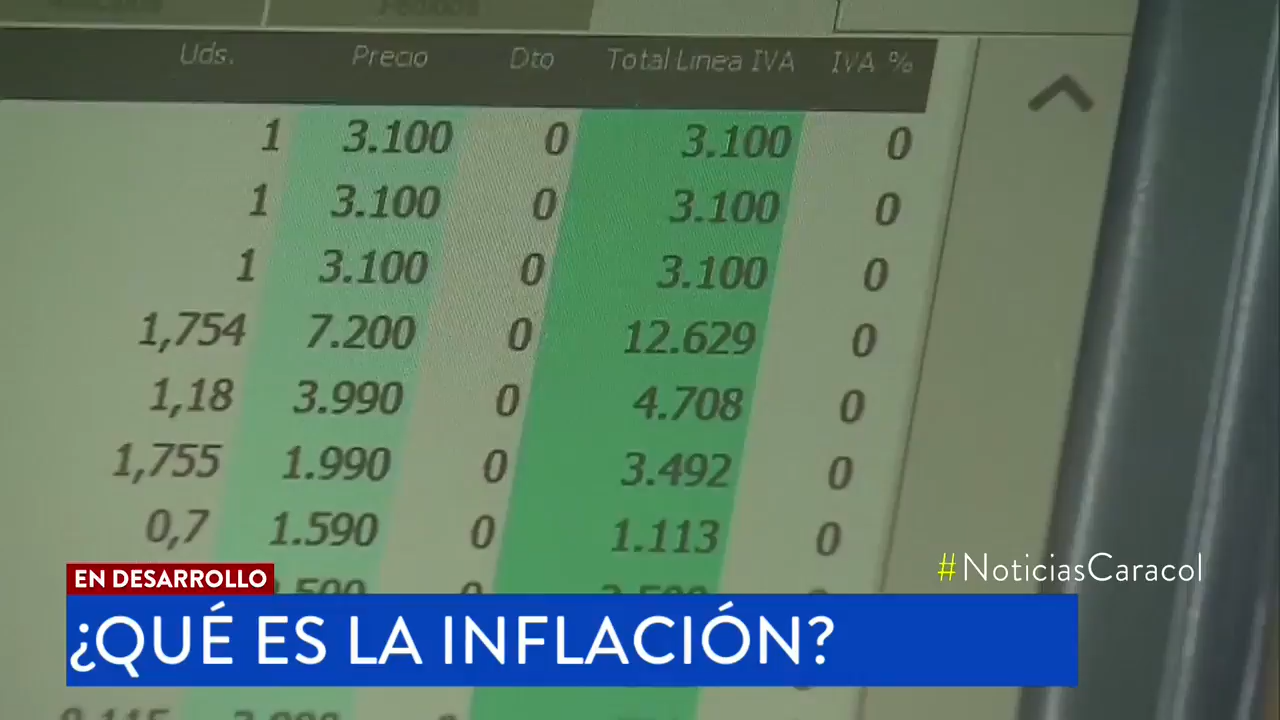 Uds. Precio Dto Total Linea IVA IVA %
1 3.100 0 3.100 0
1 3.100 0 3.100 0
1 3.100 0 3.100 0
1,754 7.200 0 12.629 0
1,18 3.990 0 4.708 0
1,755 1.990 0 3.492 0
0,7 1.590 0 1.113 0
EN DESARROLLO
#NoticiasCaracol
¿QUÉ ES LA INFLACIÓN?